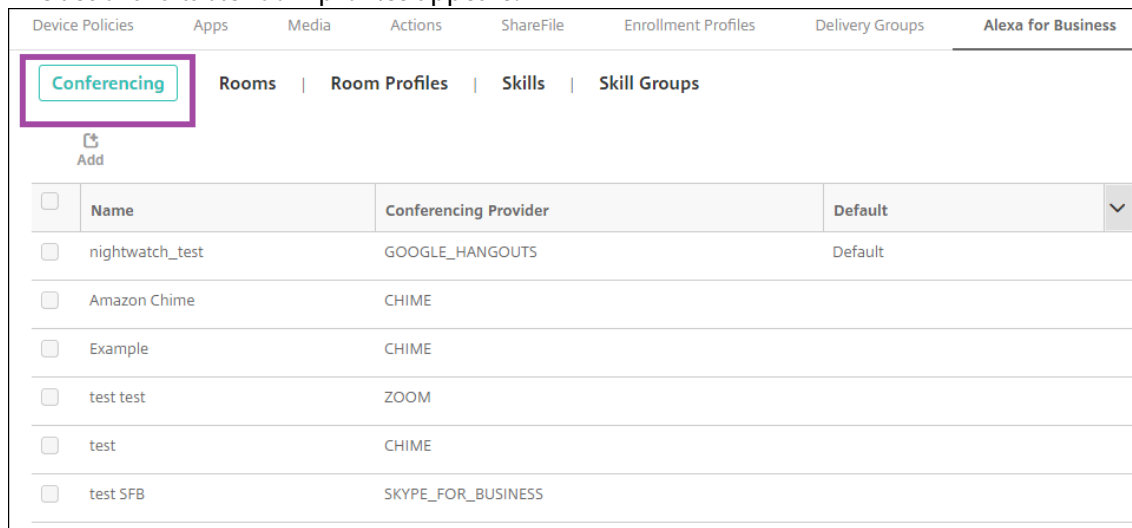 Device Policies Apps Media Actions ShareFile Enrollment Profiles Delivery Groups Alexa for Business
Conferencing Rooms | Room Profiles | Skills | Skill Groups
Add
Name Conferencing Provider Default
nightwatch_test GOOGLE_HANGOUTS Default
Amazon Chime CHIME
Example CHIME
test test ZOOM
test CHIME
test SFB SKYPE_FOR_BUSINESS